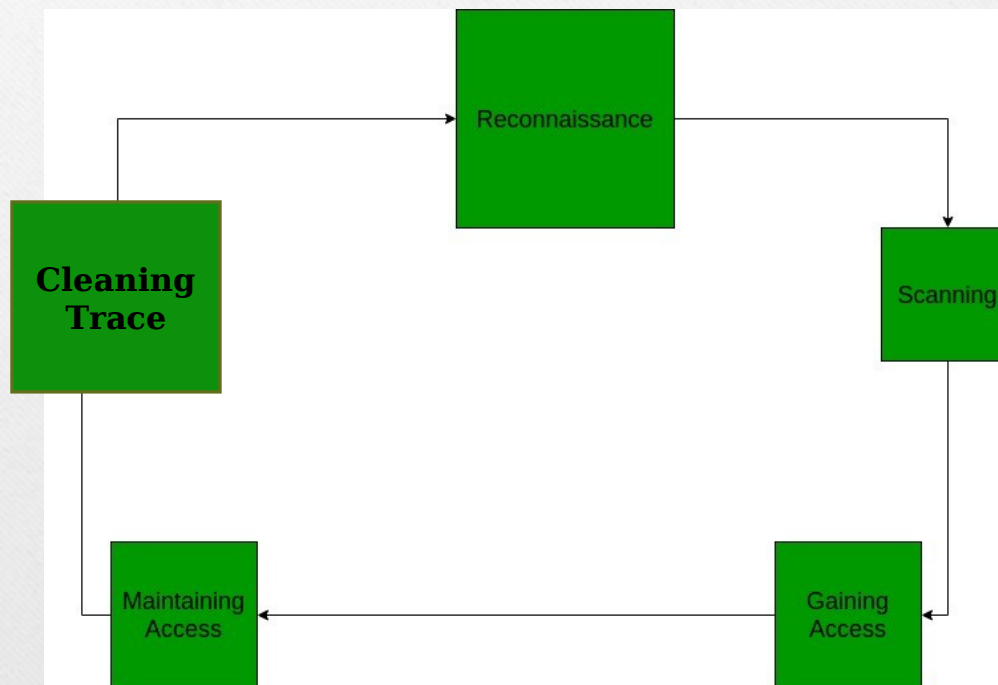 Reconnaissance
Scanning
Gaining
Access
Maintaining
Access
Cleaning
Trace